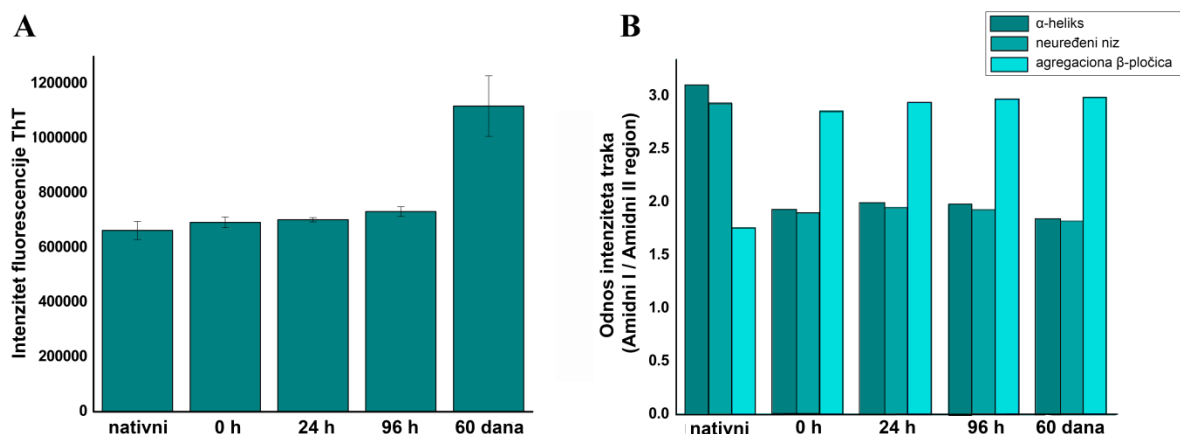 A
Intenzitet fluorescencije ThT
1200000
1000000
800000
600000
400000
200000
0
nativni 0 h 24 h 96 h 60 dana
B
α-heliks
neuređeni niz
agregaciona β-pločica
Odnos intenziteta traka
(Amidni I / Amidni II region)
3.0
2.5
2.0
1.5
1.0
0.5
0.0
nativni 0 h 24 h 96 h 60 dana